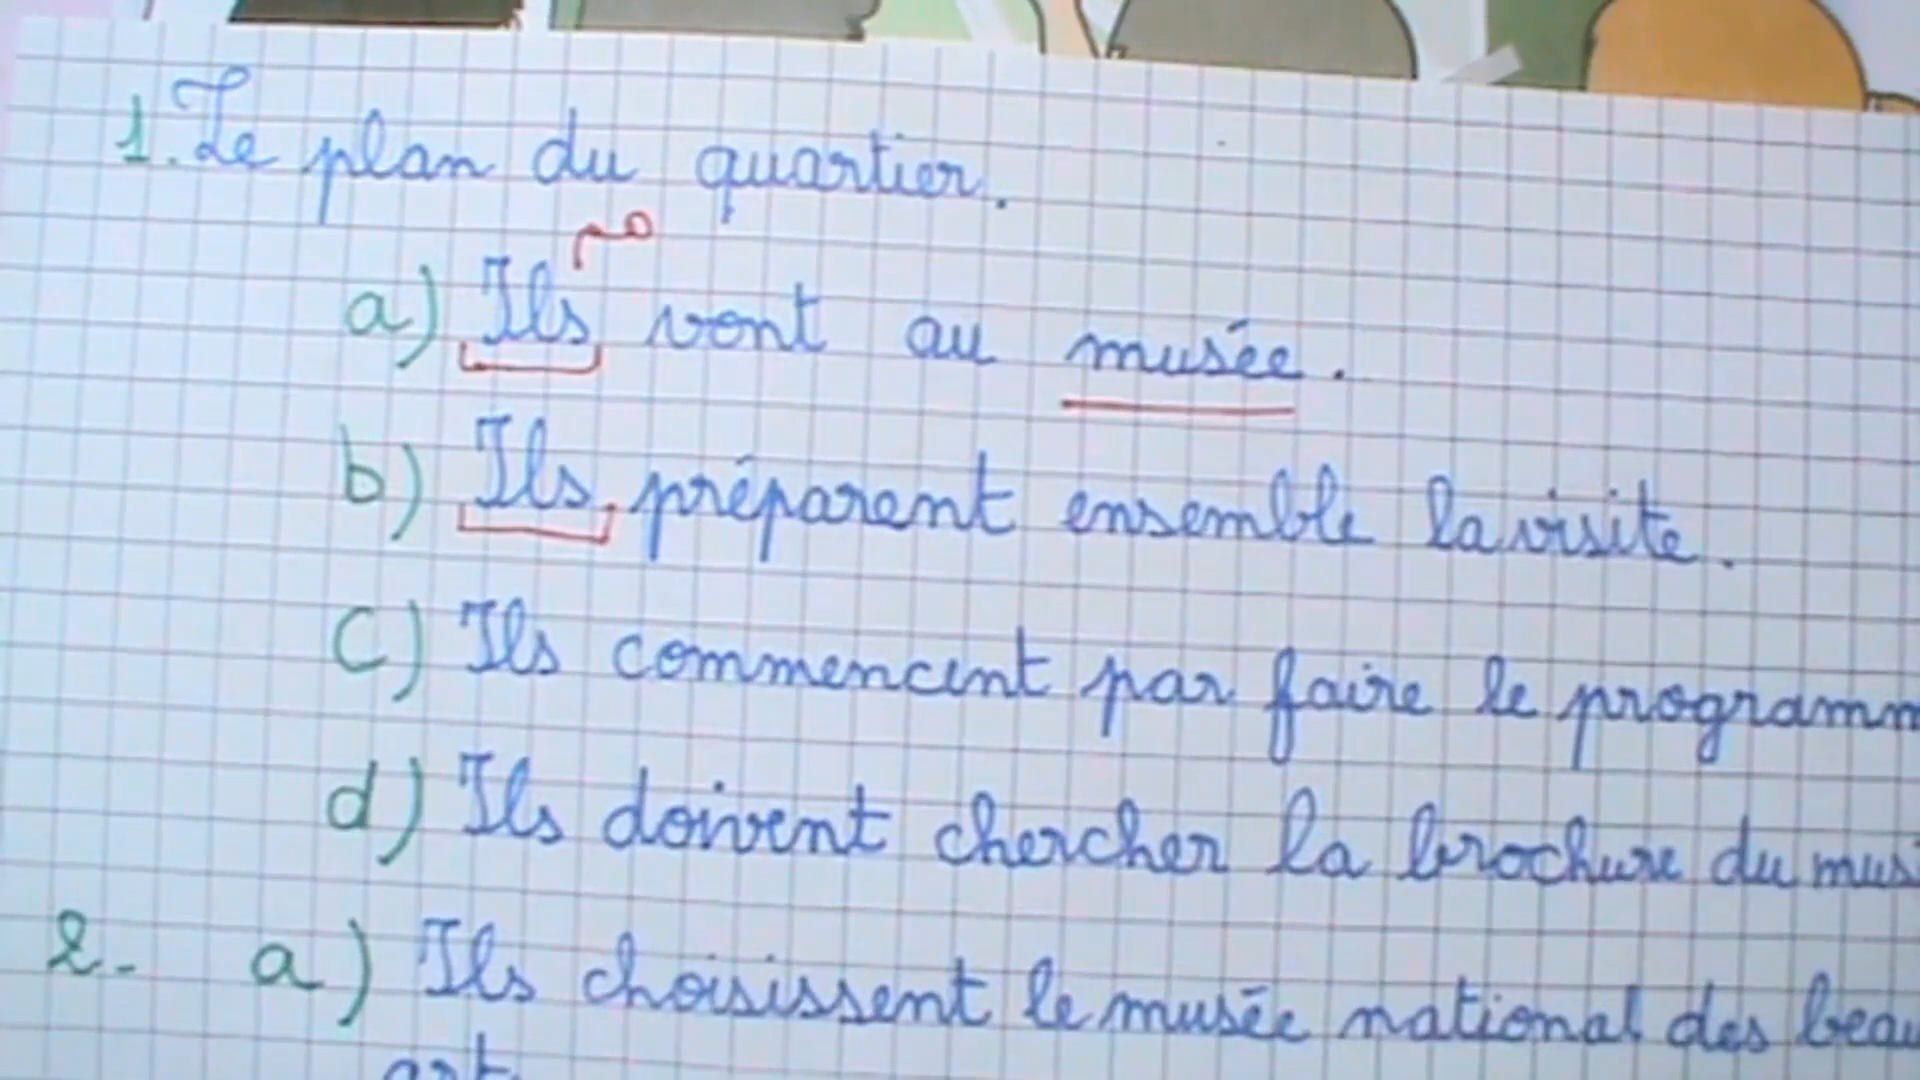 1. Le plan du quartier.
a) Ils vont au musée.
b) Ils préparent ensemble la visite.
c) Ils commencent par faire le programm
d) Ils doivent chercher la brochure du mus
2. a) Ils choisissent le musée national des beau
art